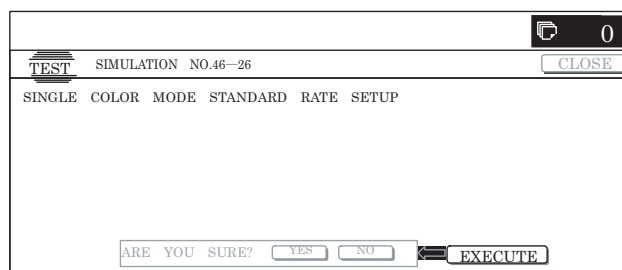 0
TEST SIMULATION NO.46—26 CLOSE
SINGLE COLOR MODE STANDARD RATE SETUP
ARE YOU SURE? YES NO EXECUTE